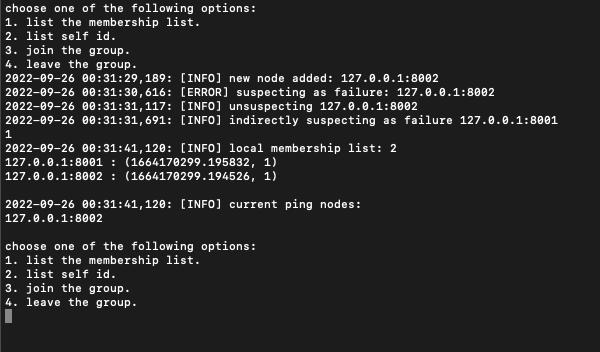 choose one of the following options:
1. list the membership list.
2. list self id.
3. join the group.
4. leave the group.
2022-09-26 00:31:29,189: [INFO] new node added: 127.0.0.1:8002
2022-09-26 00:31:30,616: [ERROR] suspecting as failure: 127.0.0.1:8002
2022-09-26 00:31:31,117: [INFO] unsuspecting 127.0.0.1:8002
2022-09-26 00:31:31,691: [INFO] indirectly suspecting as failure 127.0.0.1:8001
1
2022-09-26 00:31:41,120: [INFO] local membership list: 2
127.0.0.1:8001 : (1664170299.195832, 1)
127.0.0.1:8002 : (1664170299.194526, 1)
2022-09-26 00:31:41,120: [INFO] current ping nodes:
127.0.0.1:8002
choose one of the following options:
1. list the membership list.
2. list self id.
3. join the group.
4. leave the group.